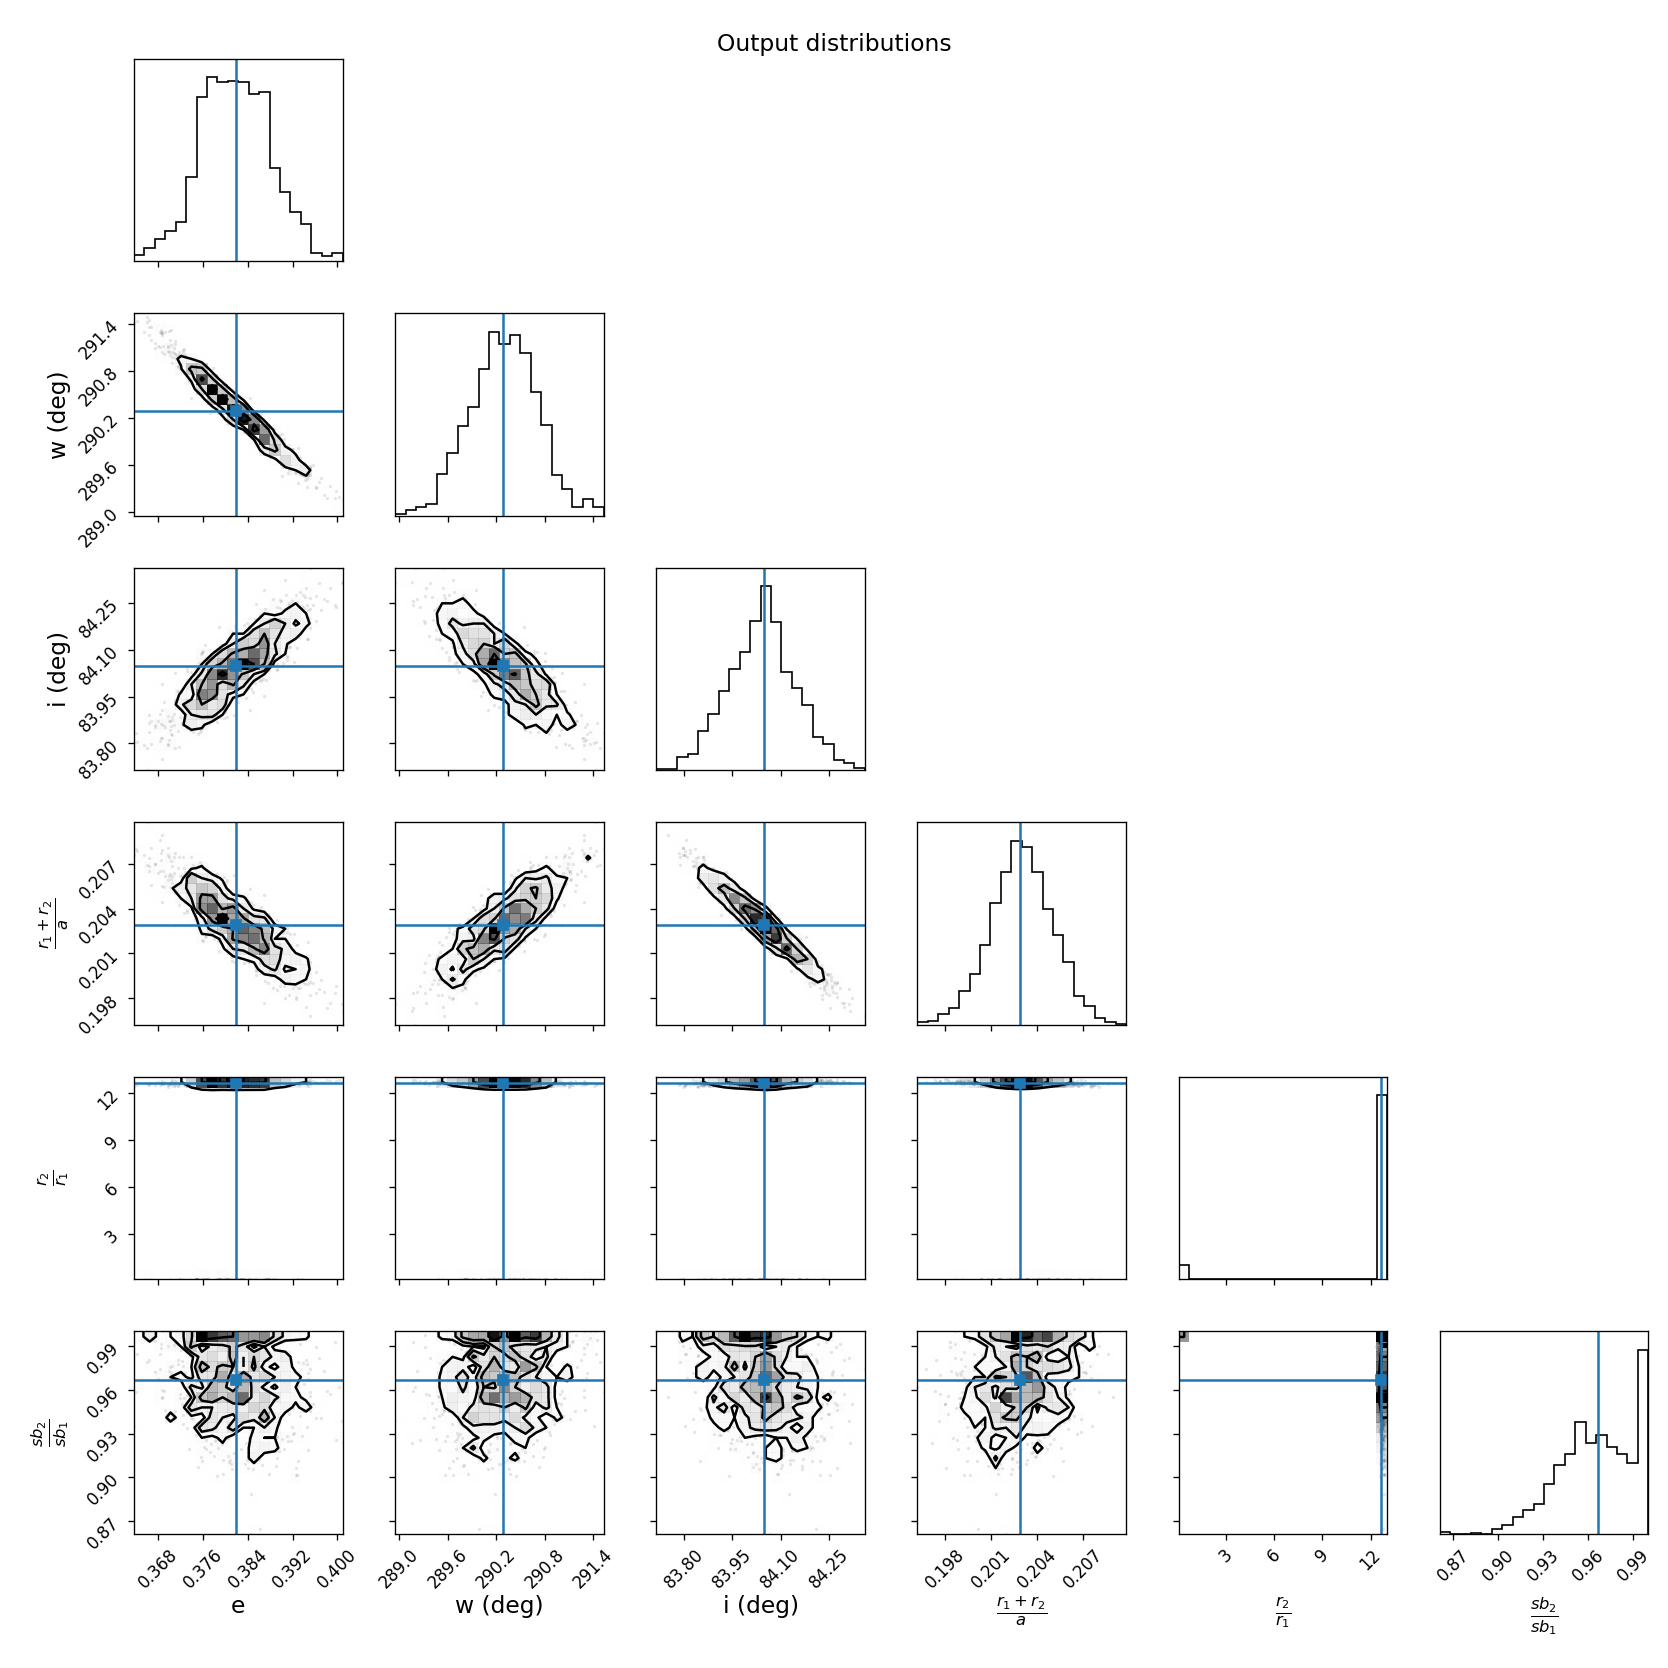 Output distributions
w (deg)
291.4
290.8
290.2
289.6
289.0
i (deg)
84.25
84.10
83.95
83.80
r1 + r2
a
0.207
0.204
0.201
0.198
r2
r1
12
9
6
3
sb2
sb1
0.99
0.96
0.93
0.90
0.87
0.368 0.376 0.384 0.392 0.400 289.0 289.6 290.2 290.8 291.4 83.80 83.95 84.10 84.25 0.198 0.201 0.204 0.207 3 6 9 12 0.87 0.90 0.93 0.96 0.99
e w (deg) i (deg) r1 + r2 r2 sb2
a r1 sb1